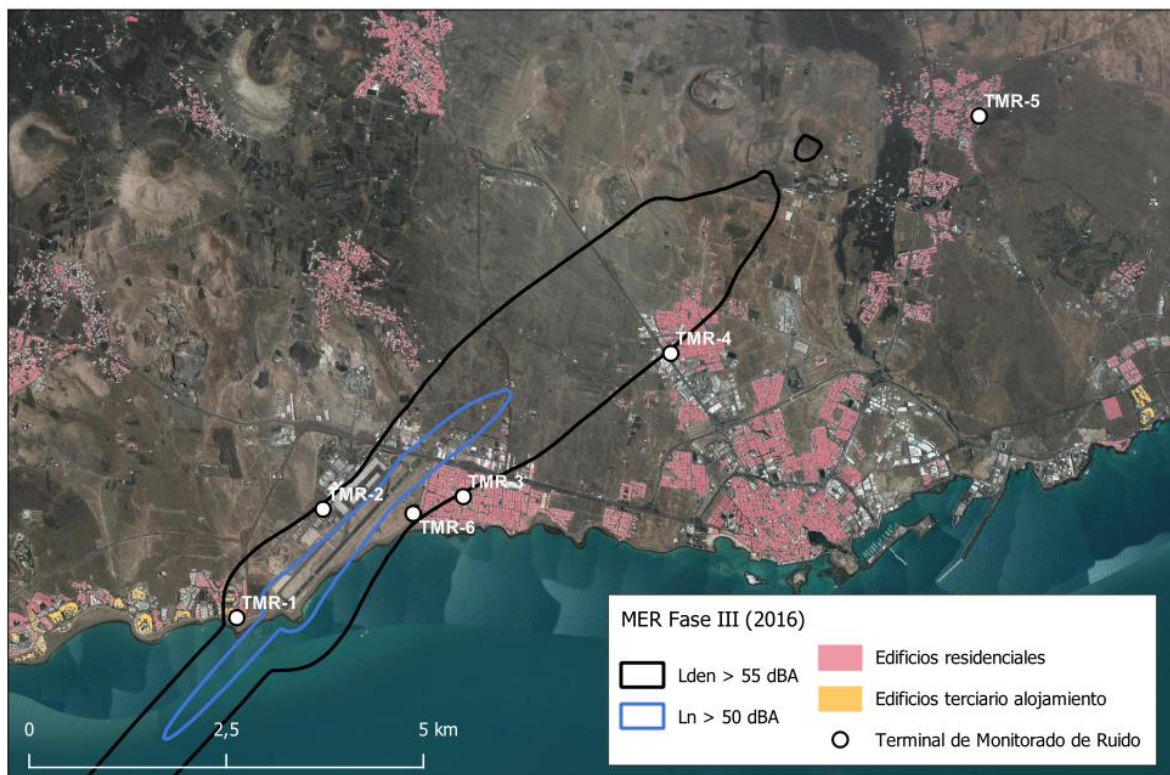 TMR-5
TMR-4
TMR-3
TMR-2
TMR-6
TMR-1
MER Fase III (2016)
Lden > 55 dBA
Ln > 50 dBA
Edificios residenciales
Edificios terciario alojamiento
Terminal de Monitorado de Ruido
0 2,5 5 km